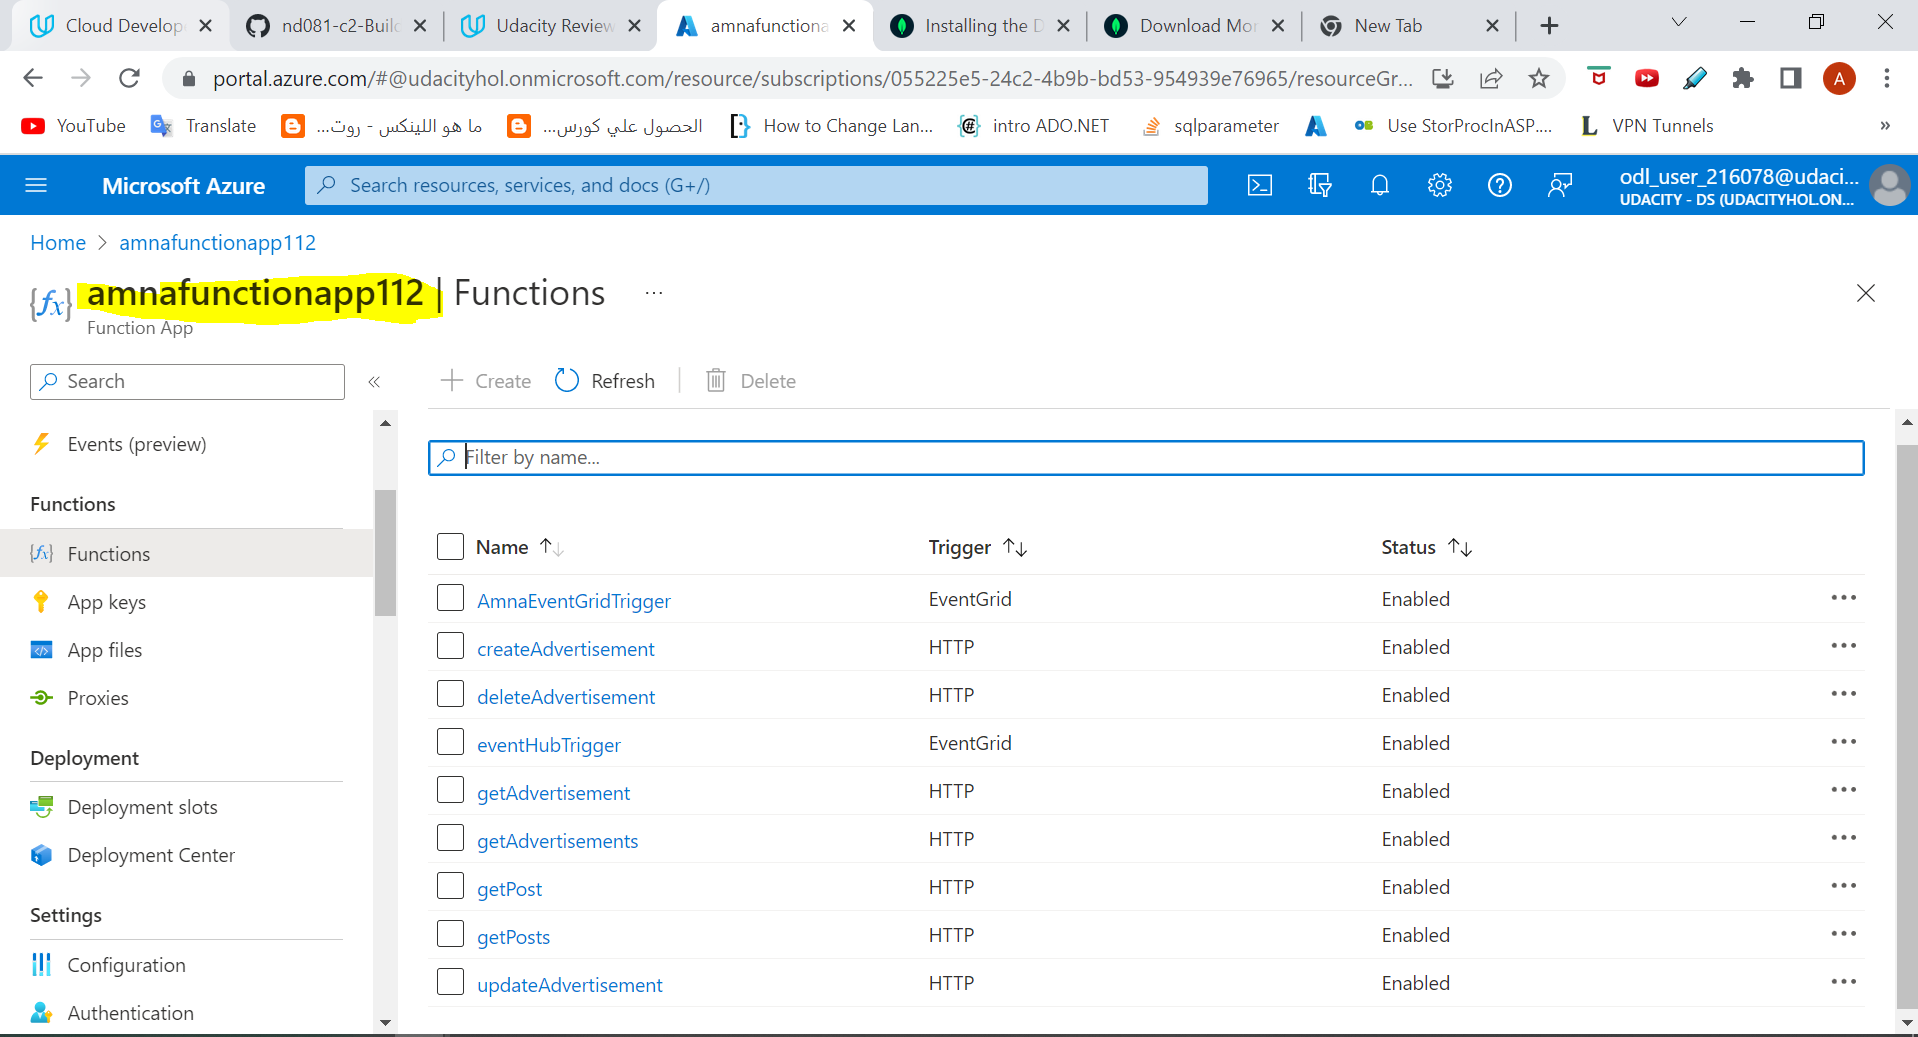 Cloud Develop
nd081-c2-Buil
Udacity Review
amnafunctiona
Installing the D
Download Mon
New Tab
portal.azure.com/#@udacityhol.onmicrosoft.com/resource/subscriptions/055225e5-24c2-4b9b-bd53-954939e76965/resourceGr...
A
YouTube
Translate
ما هو اللينكس - روت...
الحصول علي كورس...
How to Change Lan...
intro ADO.NET
sqlparameter
Use StorProcInASP....
L VPN Tunnels
»
Microsoft Azure
Search resources, services, and docs (G+/)
odl_user_216078@udaci...
UDACITY - DS (UDACITYHOL.ON...
Home > amnafunctionapp112
amnafunctionapp112 | Functions ...
Function App
Search
«
Create
Refresh
Delete
Events (preview)
Functions
Functions
App keys
App files
Proxies
Deployment
Deployment slots
Deployment Center
Settings
Configuration
Authentication
Filter by name...
Name Trigger Status
AmnaEventGridTrigger EventGrid Enabled
createAdvertisement HTTP Enabled
deleteAdvertisement HTTP Enabled
eventHubTrigger EventGrid Enabled
getAdvertisement HTTP Enabled
getAdvertisements HTTP Enabled
getPost HTTP Enabled
getPosts HTTP Enabled
updateAdvertisement HTTP Enabled